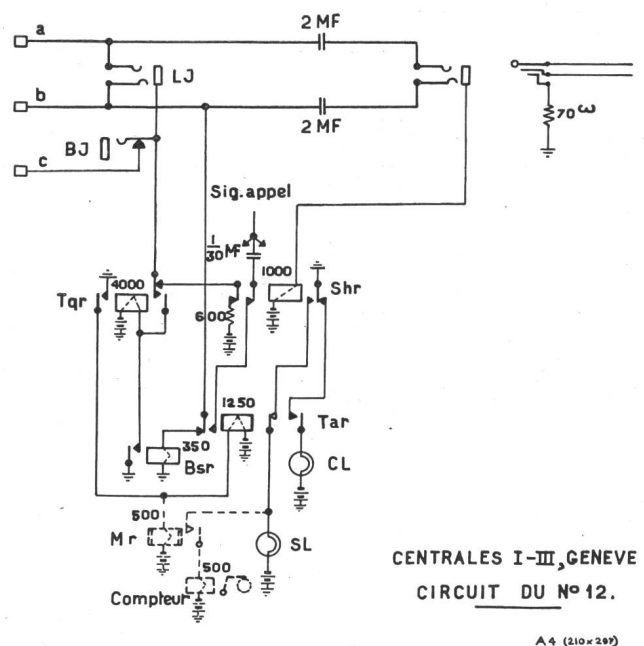 a
2 MF
LJ
b
2 MF
70 ω
BJ
c
Sig. appel
1/30 MF
4000
1000
Tqr
Shr
600
1250
Tar
350
Bsr
CL
500
Mr
SL
500
Compteur
CENTRALES I-III, GENEVE
CIRCUIT DU Nº 12.
A4 (210×297)